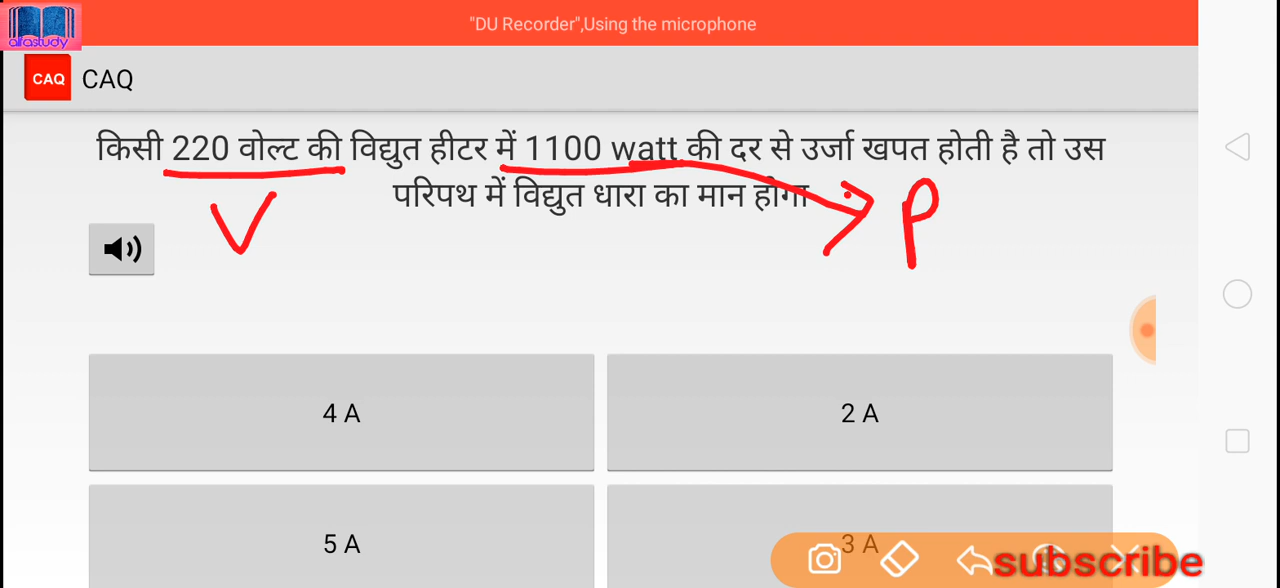 alfastudy
"DU Recorder",Using the microphone
CAQ CAQ
किसी 220 वोल्ट की विद्युत हीटर में 1100 watt की दर से उर्जा खपत होती है तो उस
परिपथ में विद्युत धारा का मान होगा
V P
4 A 2 A
5 A 3 A
subscribe